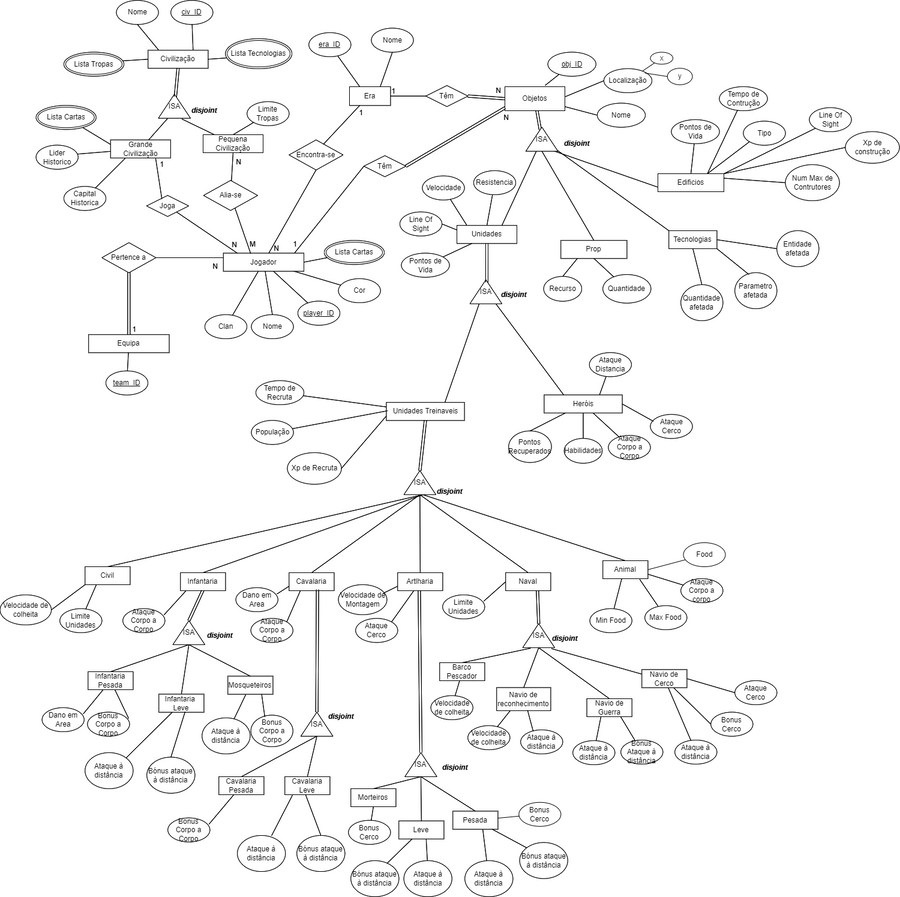 Nome
civ_ID
Lista Tropas
Civilização
Lista Tecnologias
era_ID
Nome
obj_ID
Localização
x
y
ISA
disjoint
Era
1
Têm
N
Objetos
Nome
N
1
Lista Cartas
Limite
Tropas
Grande
Civilização
Pequena
Civilização
Lider
Historico
1
N
Capital
Historica
Joga
Alia-se
Encontra-se
Têm
ISA
disjoint
Tempo de
Contrução
Pontos de
Vida
Tipo
Line Of
Sight
Xp de
construção
Edificios
Num Max de
Contrutores
Velocidade
Resistencia
Line Of
Sight
Unidades
Pontos de
Vida
Prop
Recurso
Quantidade
Tecnologias
Entidade
afetada
Quantidade
afetada
Parametro
afetada
Pertence a
N
N
M
N
1
Jogador
Lista Cartas
Cor
Clan
Nome
player_ID
1
Equipa
team_ID
ISA
disjoint
Tempo de
Recruta
População
Xp de Recruta
Unidades Treinaveis
Ataque
Distancia
Heróis
Ataque
Cerco
Pontos
Recuperados
Habilidades
Ataque
Corpo a
Corpo
ISA
disjoint
Civil
Velocidade de
colheita
Limite
Unidades
Infantaria
Ataque
Corpo a
Corpo
ISA
disjoint
Cavalaria
Dano em
Area
Ataque
Corpo a
Corpo
Artlharia
Velocidade de
Montagem
Ataque
Cerco
Naval
Limite
Unidades
ISA
disjoint
Animal
Food
Ataque
Corpo a
corpo
Min Food
Max Food
Infantaria
Pesada
Dano em
Area
Bonus
Corpo a
Corpo
Infantaria
Leve
Ataque á
distância
Bónus ataque
á distância
Mosqueteiros
Ataque á
distância
Bonus
Corpo a
Corpo
ISA
disjoint
Cavalaria
Pesada
Bonus
Corpo a
Corpo
Cavalaria
Leve
Ataque á
distância
Bónus ataque
á distância
ISA
disjoint
Morteiros
Bonus
Cerco
Leve
Bónus ataque
á distância
Ataque á
distância
Pesada
Bonus
Cerco
Ataque á
distância
Bónus ataque
á distância
Barco
Pescador
Velocidade
de colheita
Navio de
reconhecimento
Velocidade
de colheita
Ataque á
distância
Navio de
Guerra
Ataque á
distância
Bónus
Ataque á
distância
Navio de
Cerco
Ataque
Cerco
Bonus
Cerco
Ataque á
distância